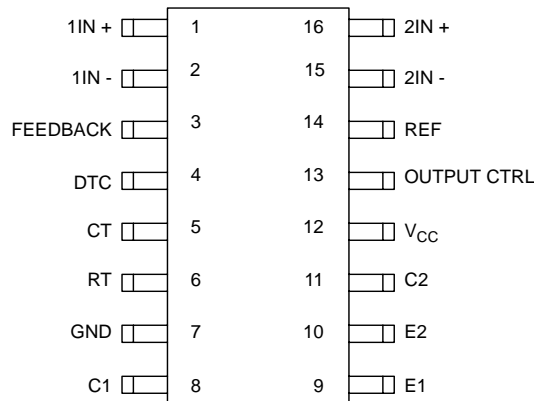 1IN + 1 16 2IN +
1IN - 2 15 2IN -
FEEDBACK 3 14 REF
DTC 4 13 OUTPUT CTRL
CT 5 12 VCC
RT 6 11 C2
GND 7 10 E2
C1 8 9 E1